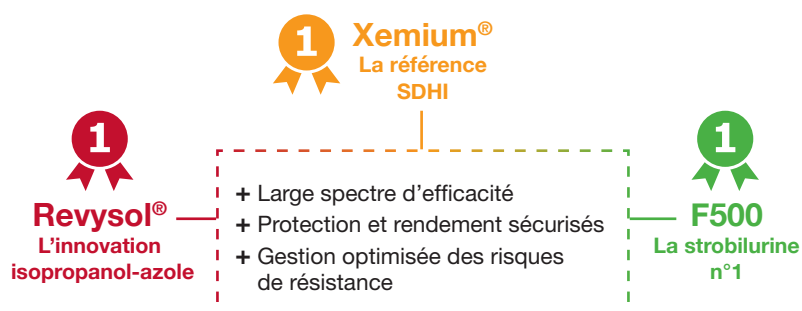 1
Xemium®
La référence
SDHI
1
Revysol®
L'innovation
isopropanol-azole
+ Large spectre d'efficacité
+ Protection et rendement sécurisés
+ Gestion optimisée des risques
de résistance
1
F500
La strobilurine
n°1